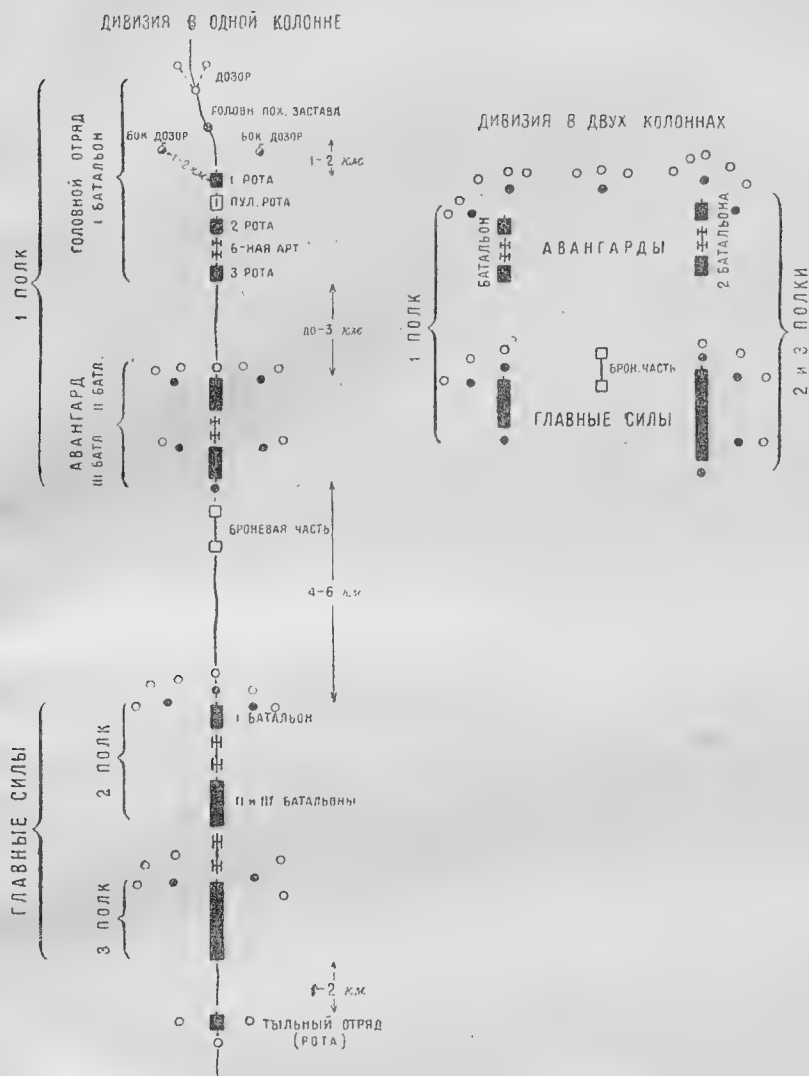 ДИВИЗИЯ В ОДНОЙ КОЛОННЕ
ДОЗОР
ГОЛОВН ПОХ. ЗАСТАВА
БОК ДОЗОР
БОК ДОЗОР
1-2 км.
1-2 км
1 РОТА
ПУЛ. РОТА
2 РОТА
Б-НАЯ АРТ
3 РОТА
ГОЛОВНОЙ ОТРЯД
I БАТАЛЬОН
1 ПОЛК
до-3 км
АВАНГАРД
III БАТЛ II БАТЛ.
БРОНЕВАЯ ЧАСТЬ
4-6 км
I БАТАЛЬОН
II и III БАТАЛЬОНЫ
2 ПОЛК
3 ПОЛК
ГЛАВНЫЕ СИЛЫ
1-2 км
ТЫЛЬНЫЙ ОТРЯД
(РОТА)
ДИВИЗИЯ В ДВУХ КОЛОННАХ
БАТАЛЬОН
АВАНГАРДЫ
2 БАТАЛЬОНА
1 ПОЛК
2 и 3 ПОЛКИ
БРОН. ЧАСТЬ
ГЛАВНЫЕ СИЛЫ